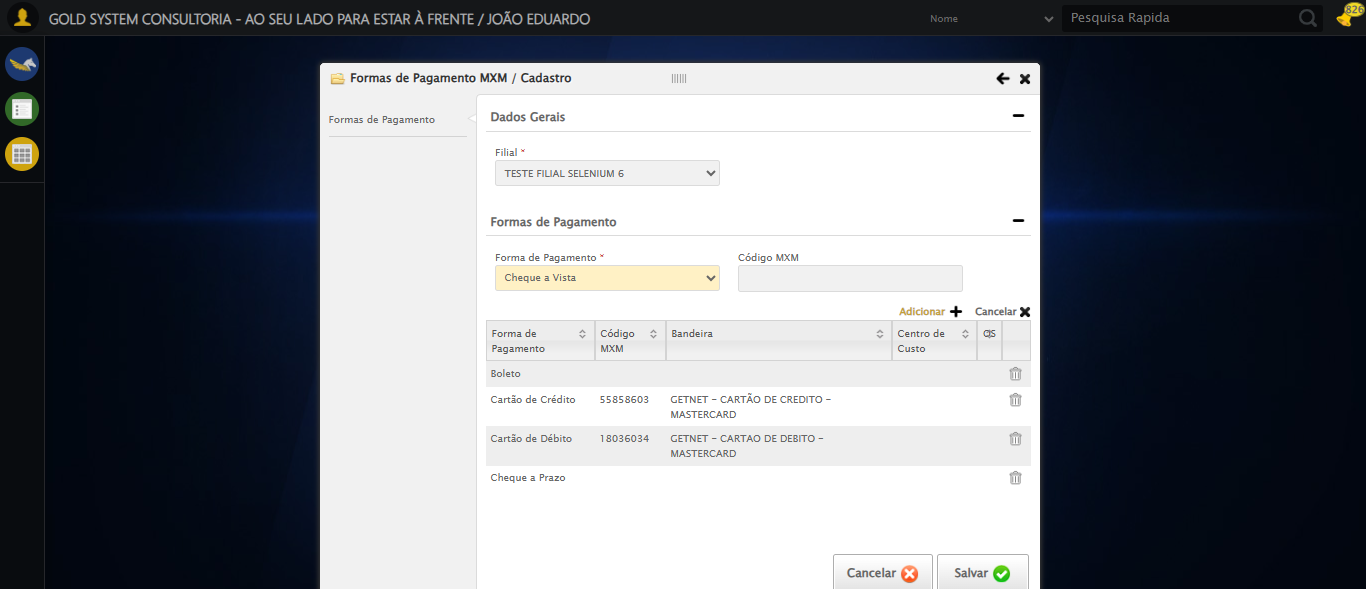 GOLD SYSTEM CONSULTORIA - AO SEU LADO PARA ESTAR À FRENTE / JOÃO EDUARDO
Nome
Pesquisa Rapida
826
Formas de Pagamento MXM / Cadastro
Formas de Pagamento
Dados Gerais
Filial *
TESTE FILIAL SELENIUM 6
Formas de Pagamento
Forma de Pagamento *
Código MXM
Cheque a Vista
Adicionar
Cancelar
Forma de Pagamento
Código MXM
Bandeira
Centro de Custo
Boleto
Cartão de Crédito 55858603 GETNET - CARTÃO DE CREDITO -
MASTERCARD
Cartão de Débito 18036034 GETNET - CARTAO DE DEBITO -
MASTERCARD
Cheque a Prazo
Cancelar
Salvar